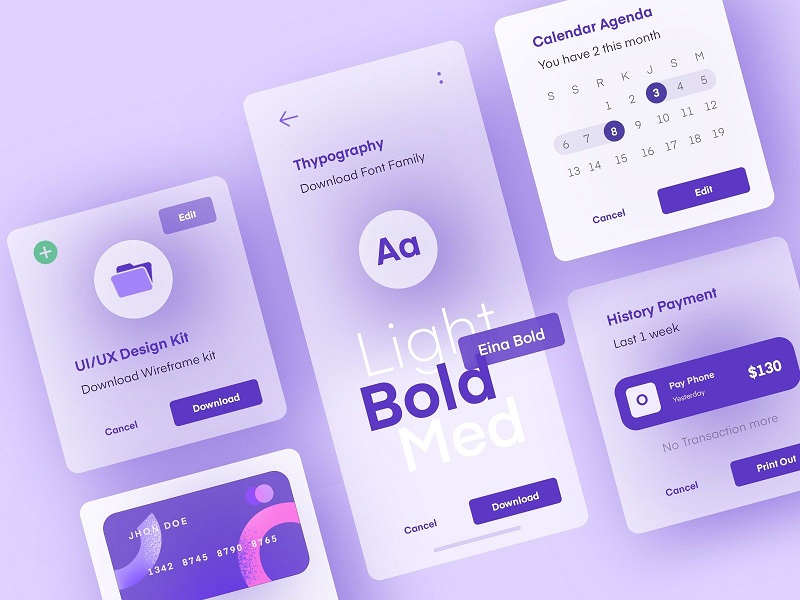 Edit
UI/UX Design Kit
Download Wireframe kit
Cancel
Download
JHON DOE
1342 8745 8790 8765
Thypography
Download Font Family
Aa
Light
Eina Bold
Bold
Med
Cancel
Download
Calendar Agenda
You have 2 this month
S S R K J S M
1 2 3 4 5
6 7 8 9 10 11 12
13 14 15 16 17 18 19
Cancel
Edit
History Payment
Last 1 week
Pay Phone
Yesterday
$130
No Transaction more
Cancel
Print Out